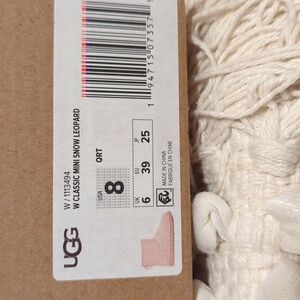 UGG
W / 1113494
W CLASSIC MINI SNOW LEOPARD
QRT
USA 8
UK 6
EU 39
JP 25
MADE IN CHINA
FABRIQUÉ EN CHINE